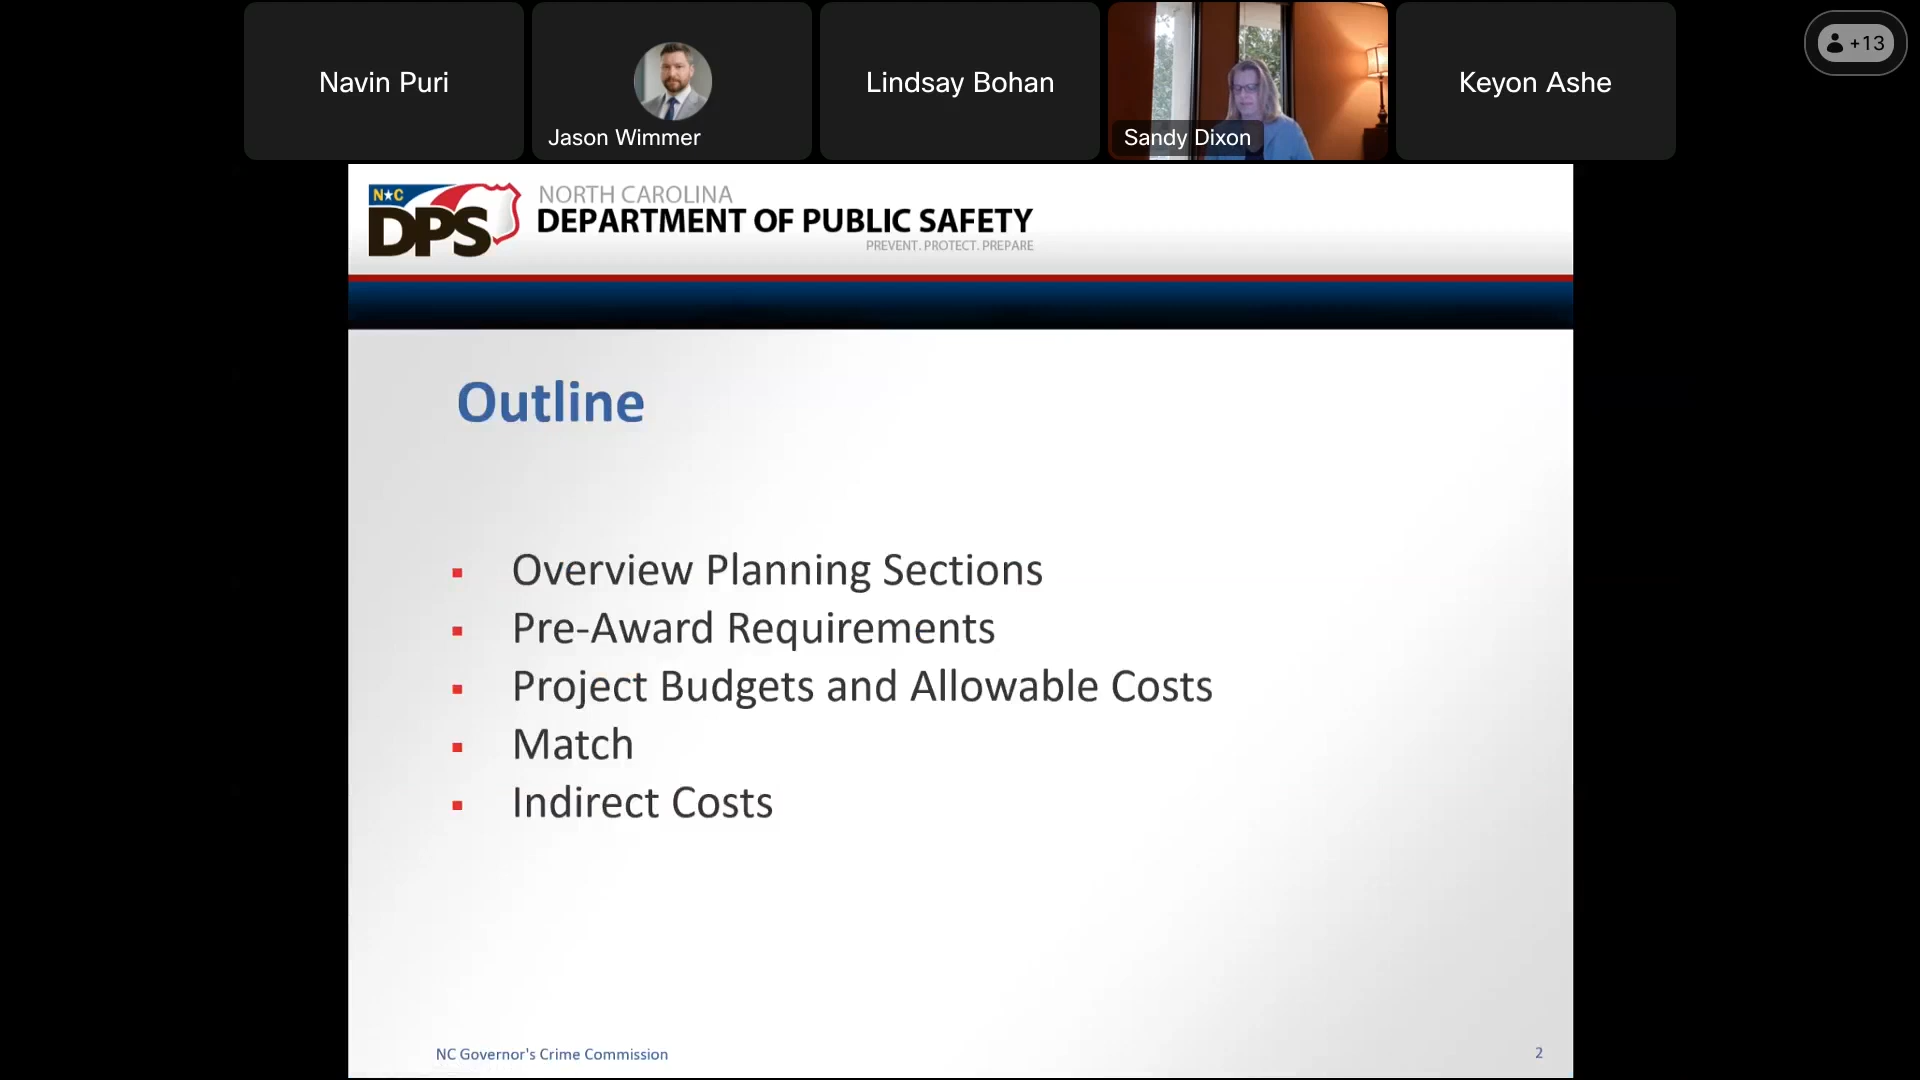 Navin Puri
Jason Wimmer
Lindsay Bohan
Sandy Dixon
Keyon Ashe
+13
N★C
DPS
NORTH CAROLINA
DEPARTMENT OF PUBLIC SAFETY
PREVENT. PROTECT. PREPARE
Outline
▪ Overview Planning Sections
▪ Pre-Award Requirements
▪ Project Budgets and Allowable Costs
▪ Match
▪ Indirect Costs
NC Governor's Crime Commission
2